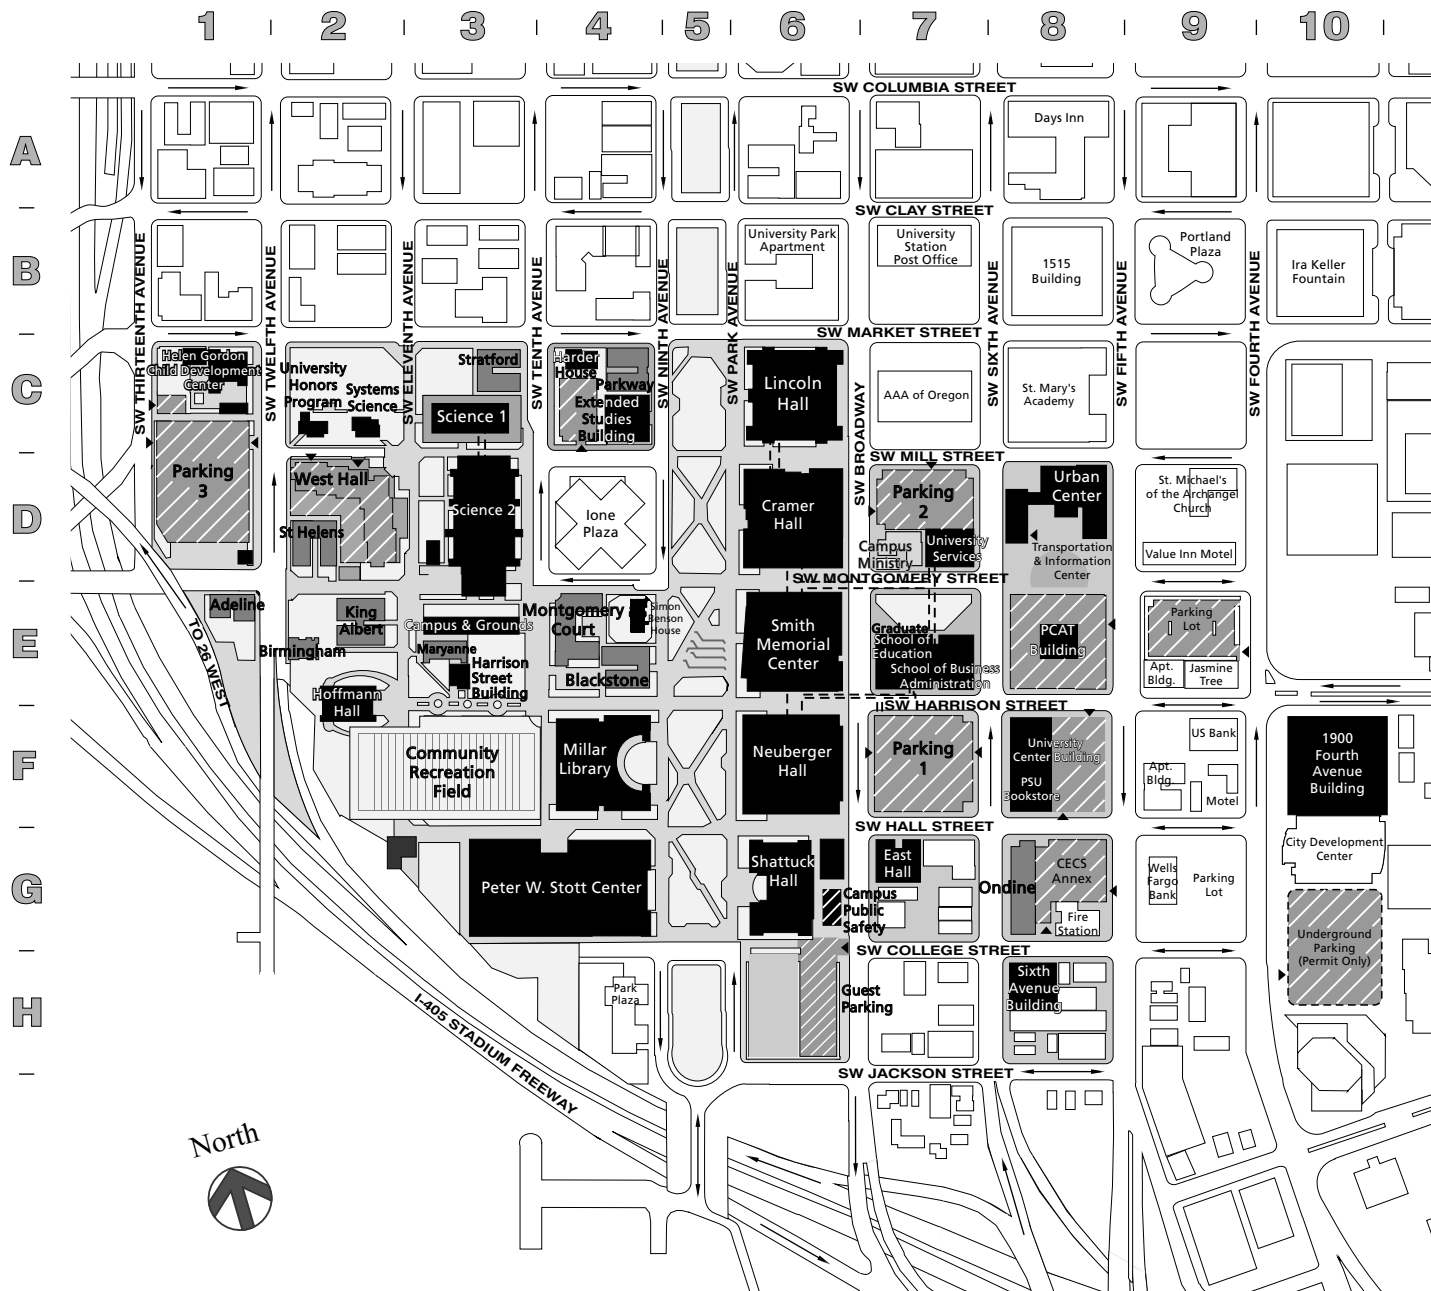 1 2 3 4 5 6 7 8 9 10
SW COLUMBIA STREET
A
Days Inn
SW CLAY STREET
B
University Park
Apartment
University
Station
Post Office
1515
Building
Portland
Plaza
Ira Keller
Fountain
SW THIRTEENTH AVENUE
SW TWELFTH AVENUE
SW ELEVENTH AVENUE
SW TENTH AVENUE
SW NINTH AVENUE
SW PARK AVENUE
SW BROADWAY
SW SIXTH AVENUE
SW FIFTH AVENUE
SW FOURTH AVENUE
SW MARKET STREET
C
Helen Gordon
Child Development
Center
University
Honors
Program
Systems
Science
Stratford
Science 1
Harder
House
Parkway
Extended
Studies
Building
Lincoln
Hall
AAA of Oregon
St. Mary's
Academy
SW MILL STREET
D
Parking
3
West Hall
St Helens
Science 2
Ione
Plaza
Cramer
Hall
Parking
2
Campus
Ministry
University
Services
Urban
Center
Transportation
& Information
Center
St. Michael's
of the Archangel
Church
Value Inn Motel
SW MONTGOMERY STREET
E
Adeline
King
Albert
Birmingham
Campus & Grounds
Maryanne
Harrison
Street
Building
Montgomery
Court
Simon
Benson
House
Blackstone
Smith
Memorial
Center
Graduate
School of
Education
School of Business
Administration
PCAT
Building
Parking
Lot
Apt.
Bldg.
Jasmine
Tree
TO 26 WEST
Hoffmann
Hall
SW HARRISON STREET
F
Community
Recreation
Field
Millar
Library
Neuberger
Hall
Parking
1
University
Center Building
PSU
Bookstore
US Bank
Apt.
Bldg.
Motel
1900
Fourth
Avenue
Building
SW HALL STREET
G
Peter W. Stott Center
Shattuck
Hall
Campus
Public
Safety
East
Hall
Ondine
CECS
Annex
Fire
Station
Wells
Fargo
Bank
Parking
Lot
City Development
Center
Underground
Parking
(Permit Only)
SW COLLEGE STREET
H
Park
Plaza
Guest
Parking
Sixth
Avenue
Building
I-405 STADIUM FREEWAY
SW JACKSON STREET
North